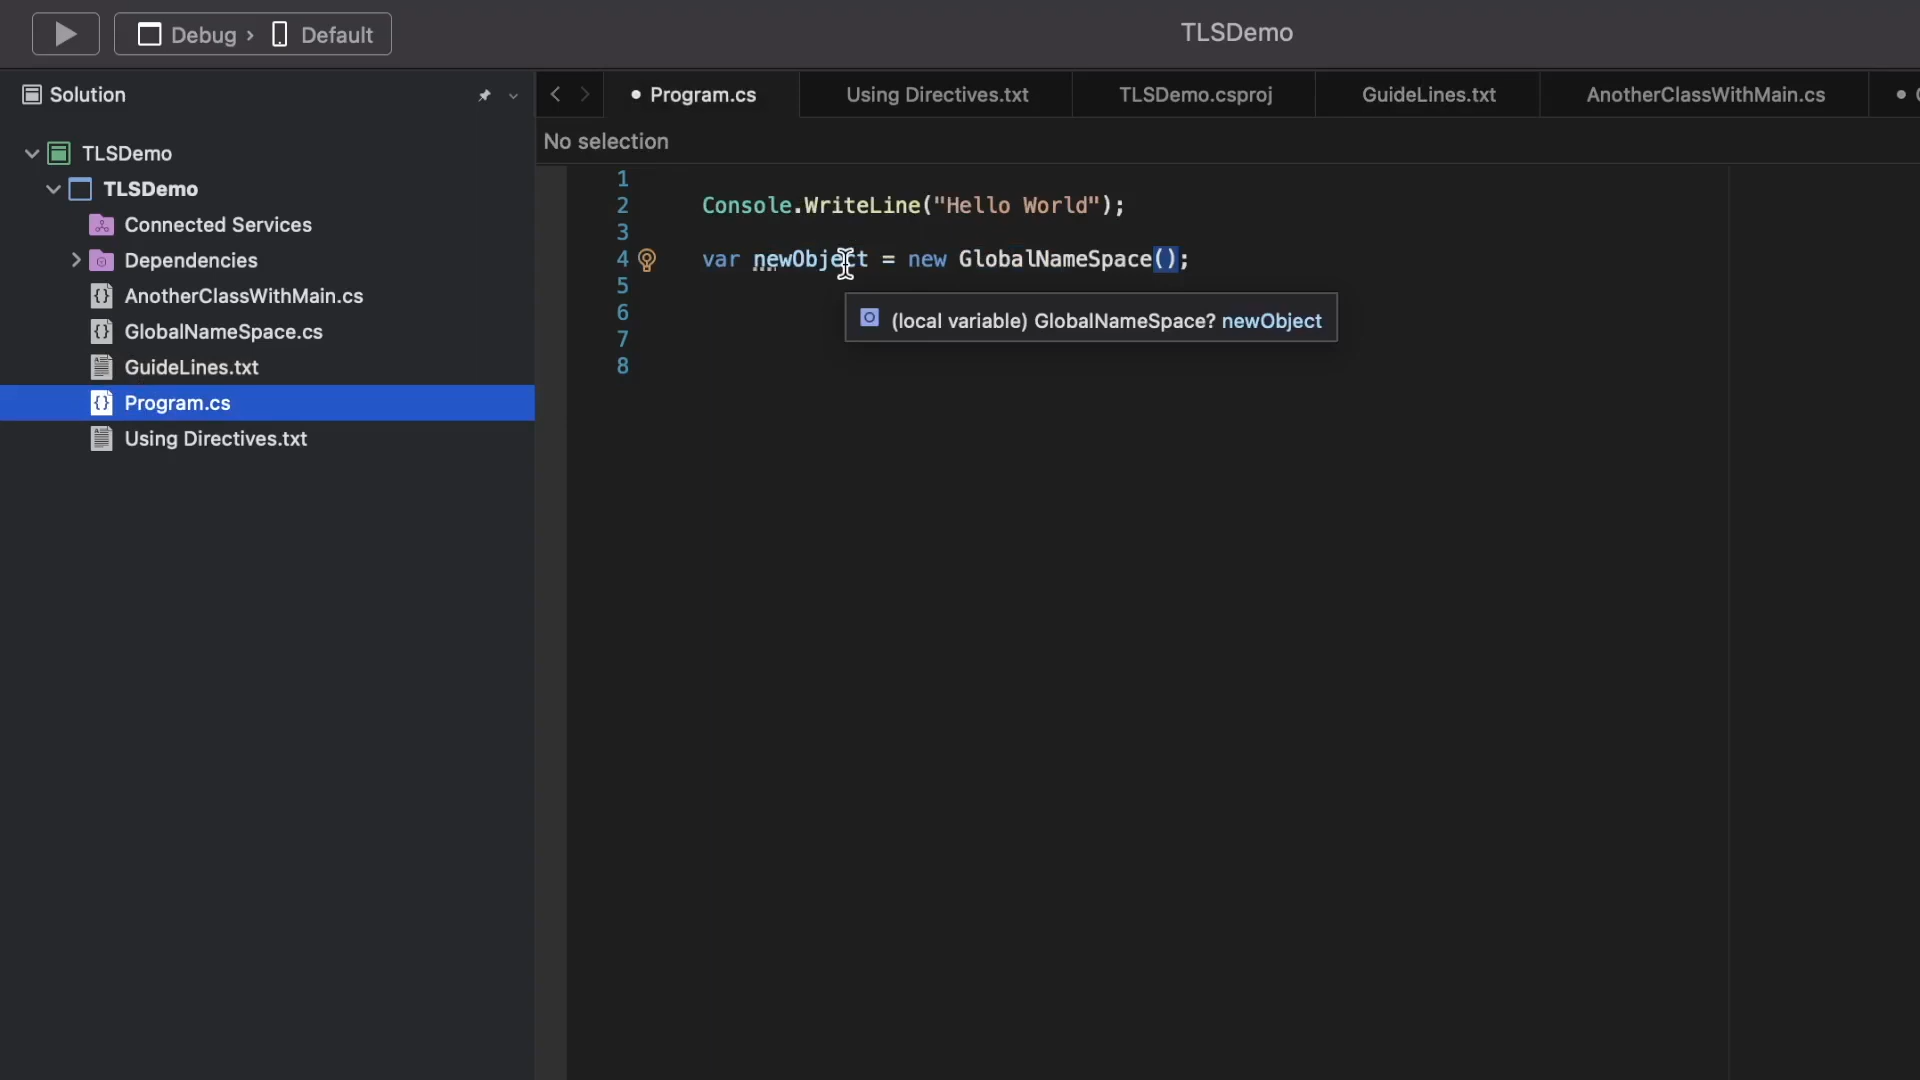 Debug › Default
TLSDemo
Solution
Program.cs
Using Directives.txt
TLSDemo.csproj
GuideLines.txt
AnotherClassWithMain.cs
No selection
TLSDemo
TLSDemo
Connected Services
Dependencies
AnotherClassWithMain.cs
GlobalNameSpace.cs
GuideLines.txt
Program.cs
Using Directives.txt
1
2 Console.WriteLine("Hello World");
3
4 var newObject = new GlobalNameSpace();
5
6
7
8
(local variable) GlobalNameSpace? newObject